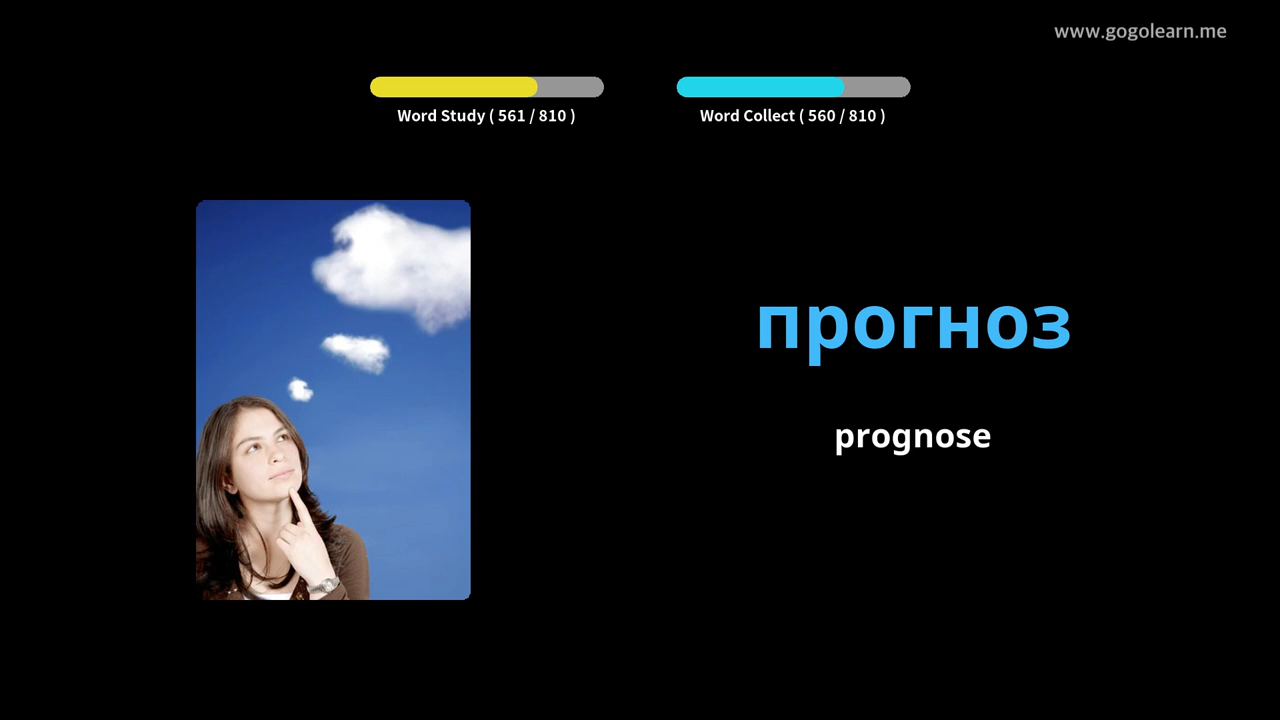 www.gogolearn.me
Word Study ( 561 / 810 )
Word Collect ( 560 / 810 )
прогноз
prognose